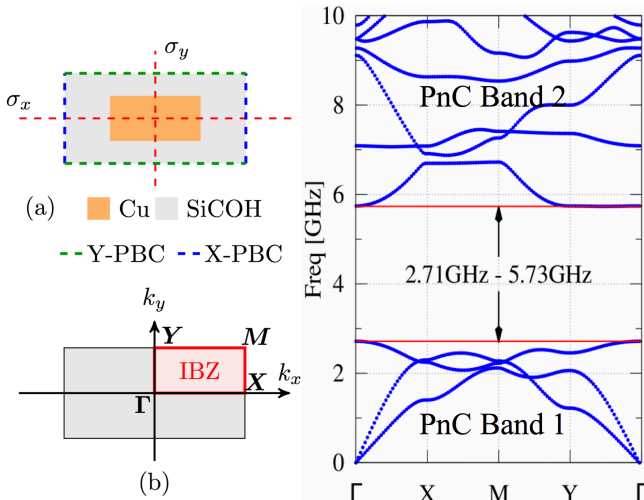 σy
σx
(a)
Cu
SiCOH
Y-PBC
X-PBC
ky
Y
M
IBZ
X
kx
Γ
(b)
Freq [GHz]
10
8
6
4
2
0
PnC Band 2
2.71GHz - 5.73GHz
PnC Band 1
Γ X M Y Γ